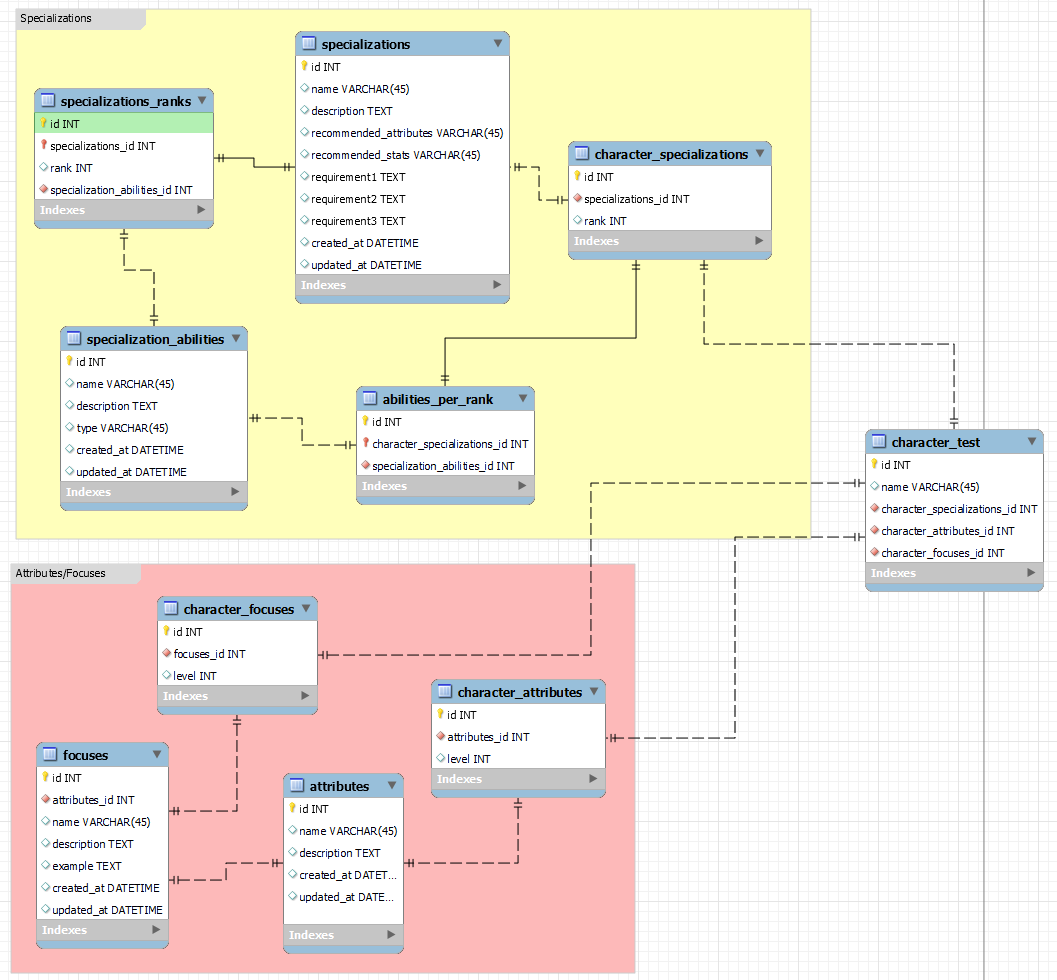 Specializations
specializations
id INT
name VARCHAR(45)
description TEXT
recommended_attributes VARCHAR(45)
recommended_stats VARCHAR(45)
requirement1 TEXT
requirement2 TEXT
requirement3 TEXT
created_at DATETIME
updated_at DATETIME
Indexes
specializations_ranks
id INT
specializations_id INT
rank INT
specialization_abilities_id INT
Indexes
character_specializations
id INT
specializations_id INT
rank INT
Indexes
specialization_abilities
id INT
name VARCHAR(45)
description TEXT
type VARCHAR(45)
created_at DATETIME
updated_at DATETIME
Indexes
abilities_per_rank
id INT
character_specializations_id INT
specialization_abilities_id INT
Indexes
character_test
id INT
name VARCHAR(45)
character_specializations_id INT
character_attributes_id INT
character_focuses_id INT
Indexes
Attributes/Focuses
character_focuses
id INT
focuses_id INT
level INT
Indexes
character_attributes
id INT
attributes_id INT
level INT
Indexes
focuses
id INT
attributes_id INT
name VARCHAR(45)
description TEXT
example TEXT
created_at DATETIME
updated_at DATETIME
Indexes
attributes
id INT
name VARCHAR(45)
description TEXT
created_at DATET...
updated_at DATE...
Indexes